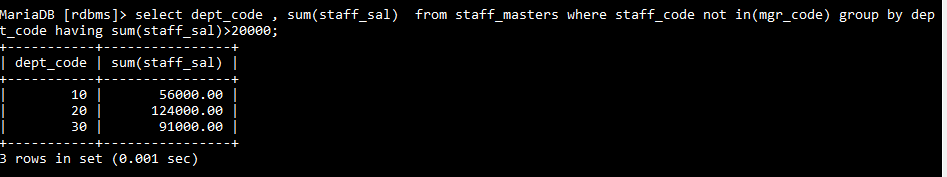 MariaDB [rdbms]> select dept_code , sum(staff_sal)  from staff_masters where staff_code not in(mgr_code) group by dep
t_code having sum(staff_sal)>20000;
+-----------+----------------+
| dept_code | sum(staff_sal) |
+-----------+----------------+
|        10 |       56000.00 |
|        20 |      124000.00 |
|        30 |       91000.00 |
+-----------+----------------+
3 rows in set (0.001 sec)